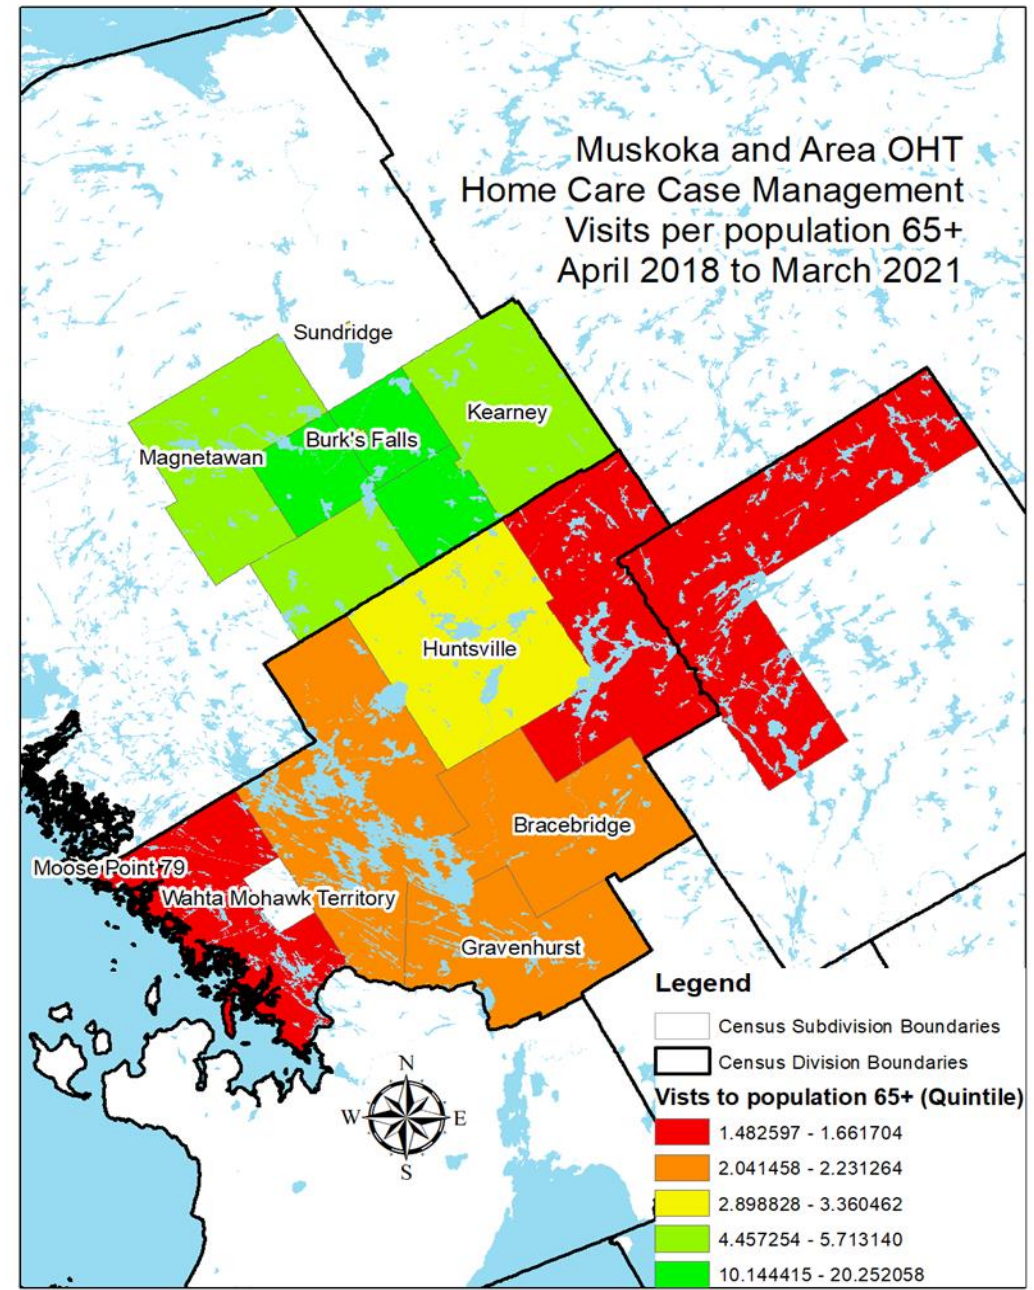 Muskoka and Area OHT
Home Care Case Management
Visits per population 65+
April 2018 to March 2021
Sundridge
Kearney
Burk's Falls
Magnetawan
Huntsville
Bracebridge
Moose Point 79
Wahta Mohawk Territory
Gravenhurst
Legend
Census Subdivision Boundaries
Census Division Boundaries
Vists to population 65+ (Quintile)
1.482597 - 1.661704
2.041458 - 2.231264
2.898828 - 3.360462
4.457254 - 5.713140
10.144415 - 20.252058
N
W E
S